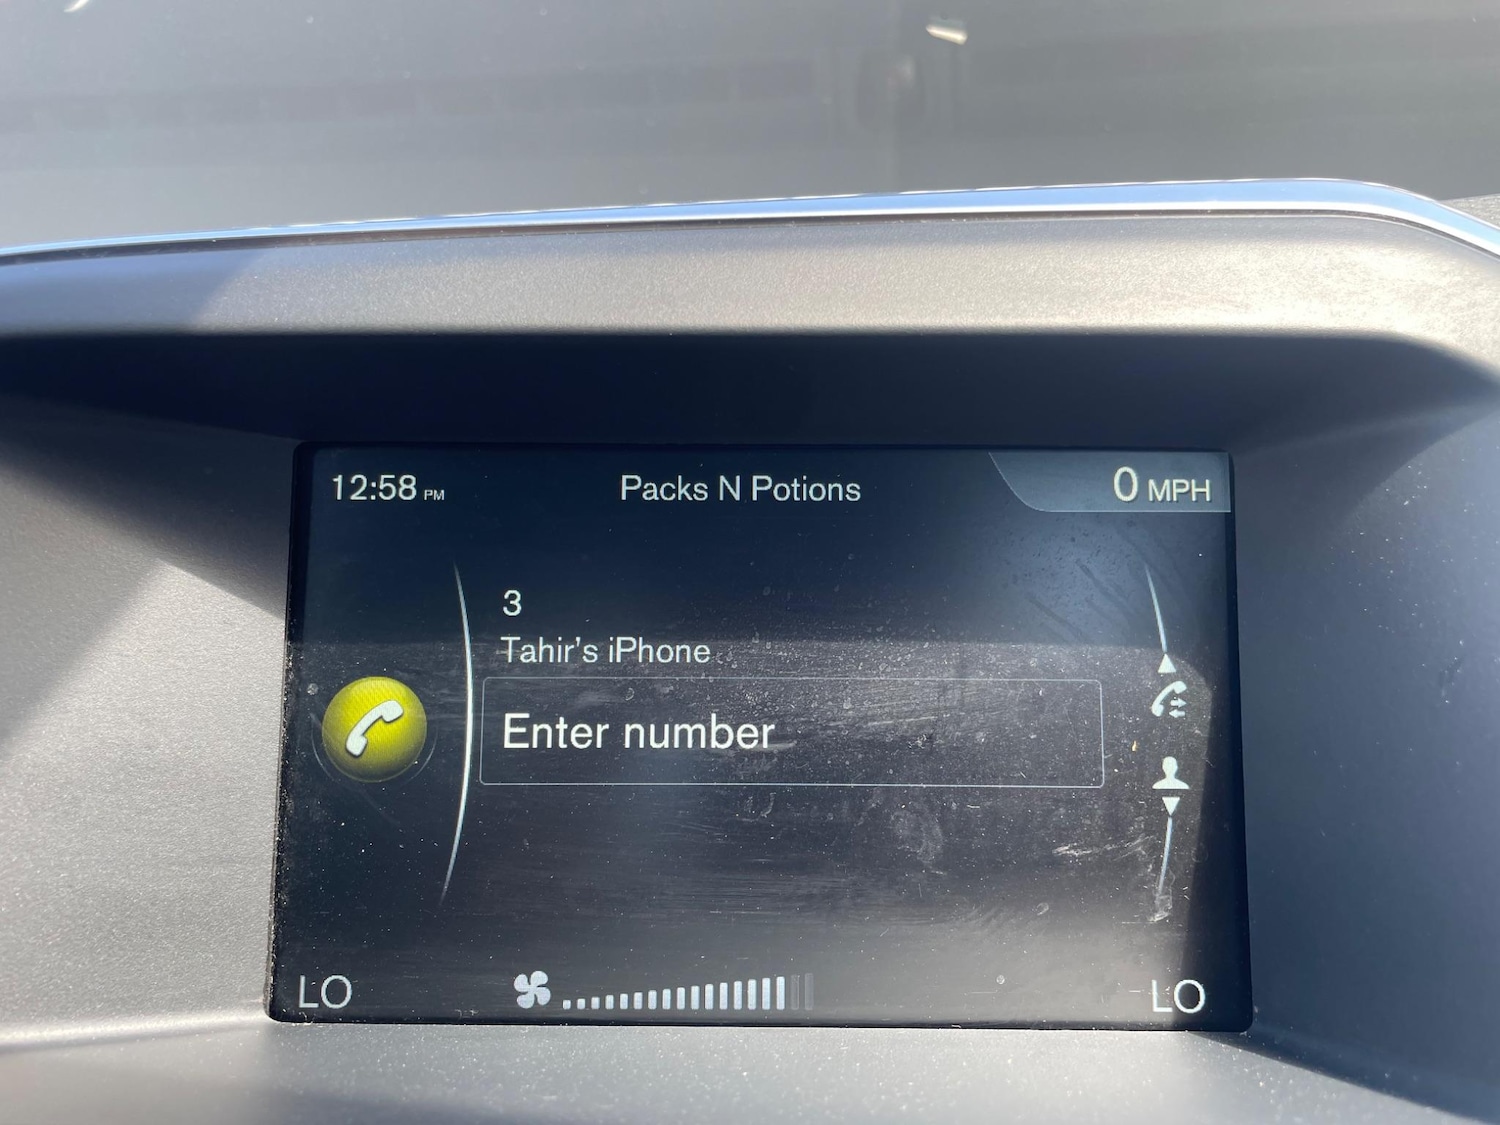 12:58 PM Packs N Potions 0 MPH
3
Tahir's iPhone
Enter number
LO LO